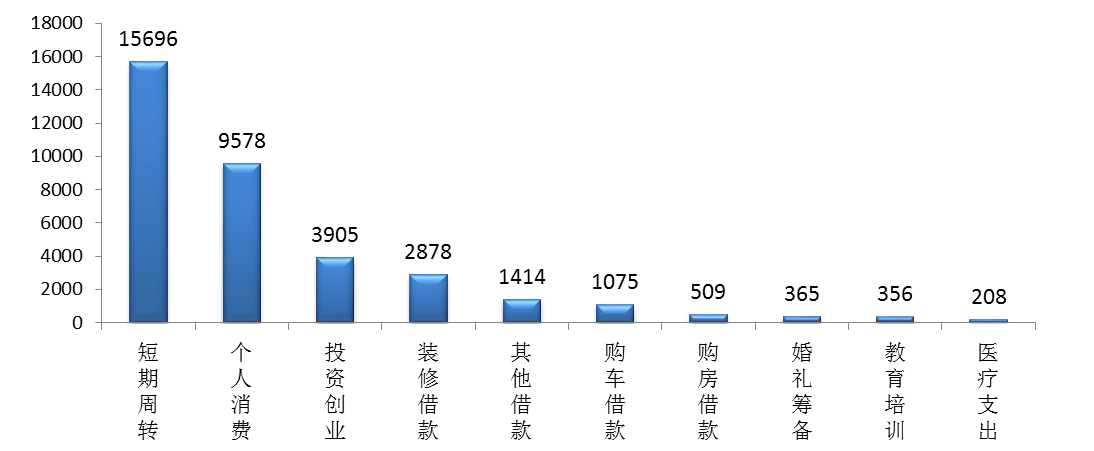 18000
16000
14000
12000
10000
8000
6000
4000
2000
0
15696
9578
3905
2878
1414
1075
509
365
356
208
短期周转
个人消费
投资创业
装修借款
其他借款
购车借款
购房借款
婚礼筹备
教育培训
医疗支出